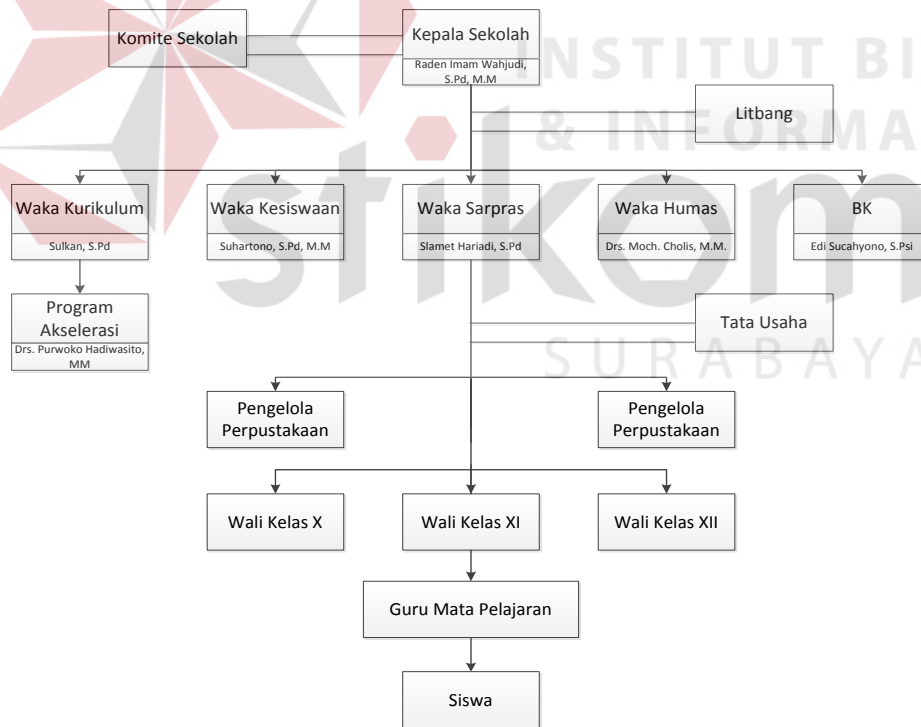 Komite Sekolah
Kepala Sekolah
Raden Imam Wahjudi,
S.Pd, M.M
INSTITUT BI
Litbang
& INFORMA
stikom
SURABAYA
Waka Kurikulum
Sulkan, S.Pd
Waka Kesiswaan
Suhartono, S.Pd, M.M
Waka Sarpras
Slamet Hariadi, S.Pd
Waka Humas
Drs. Moch. Cholis, M.M.
BK
Edi Sucahyono, S.Psi
Program
Akselerasi
Drs. Purwoko Hadiwasito,
MM
Tata Usaha
Pengelola
Perpustakaan
Pengelola
Perpustakaan
Wali Kelas X
Wali Kelas XI
Wali Kelas XII
Guru Mata Pelajaran
Siswa